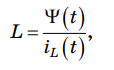 L = Ψ(t) / i_L(t),